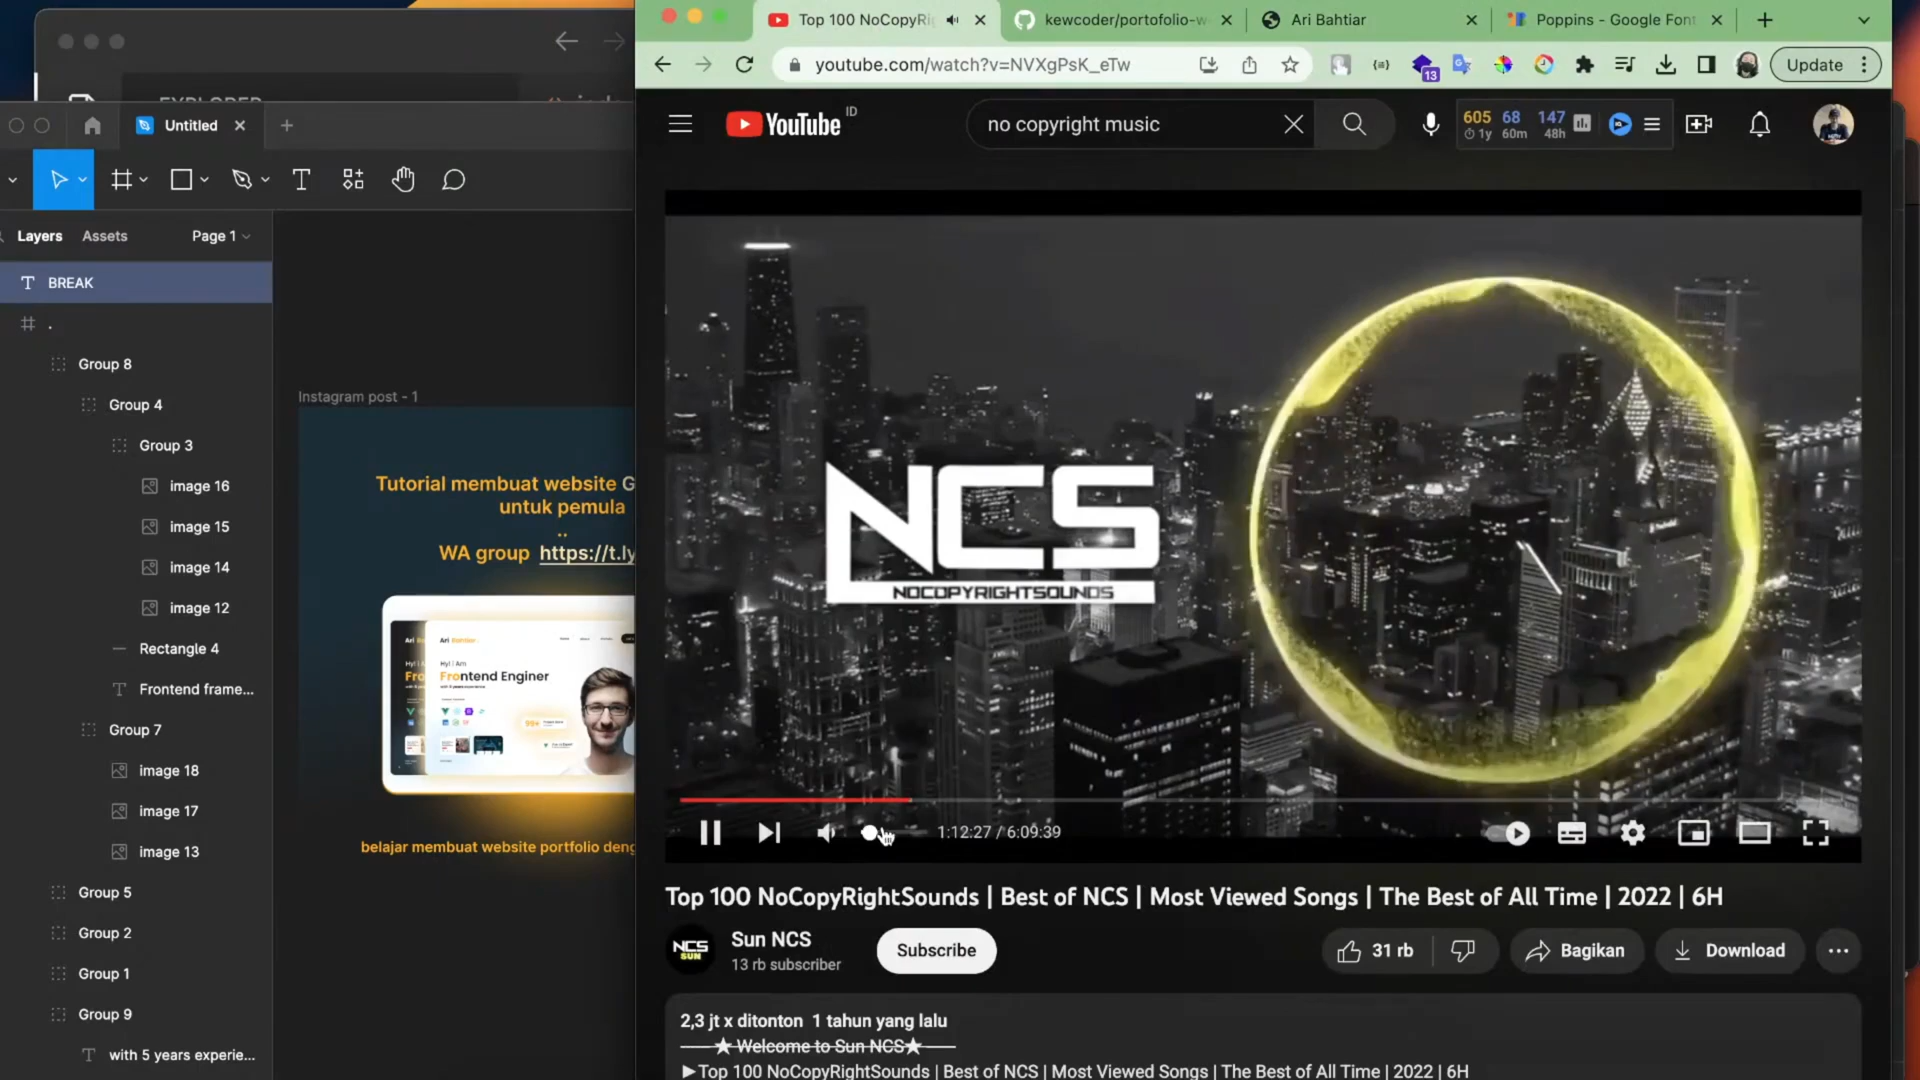 EXPLORER
Untitled
Layers
Assets
Page 1
BREAK
.
Group 8
Group 4
Group 3
image 16
image 15
image 14
image 12
Rectangle 4
Frontend frame...
Group 7
image 18
image 17
image 13
Group 5
Group 2
Group 1
Group 9
with 5 years experie...
Instagram post - 1
Tutorial membuat website G
untuk pemula
..
WA group https://t.ly
Hy! I Am
Frontend Enginer
99+
belajar membuat website portfolio deng
Top 100 NoCopyRi
kewcoder/portofolio-w
Ari Bahtiar
Poppins - Google Font
youtube.com/watch?v=NVXgPsK_eTw
13
Update
YouTube ID
no copyright music
605 68 147
1y 60m 48h
NCS
NOCOPYRIGHTSOUNDS
1:12:27 / 6:09:39
Top 100 NoCopyRightSounds | Best of NCS | Most Viewed Songs | The Best of All Time | 2022 | 6H
NCS
SUN
Sun NCS
13 rb subscriber
Subscribe
31 rb
Bagikan
Download
2,3 jt x ditonton 1 tahun yang lalu
——★ Welcome to Sun NCS★——
►Top 100 NoCopyRightSounds | Best of NCS | Most Viewed Songs | The Best of All Time | 2022 | 6H